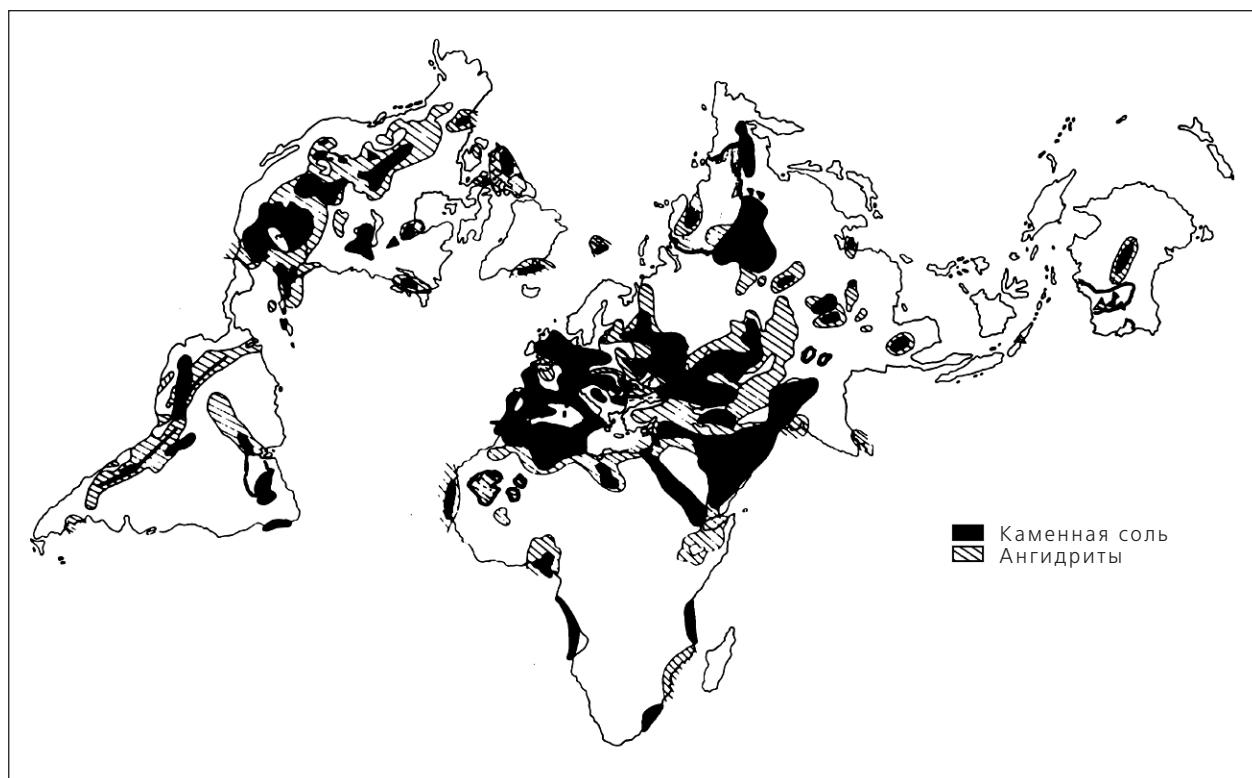 Каменная соль
Ангидриты